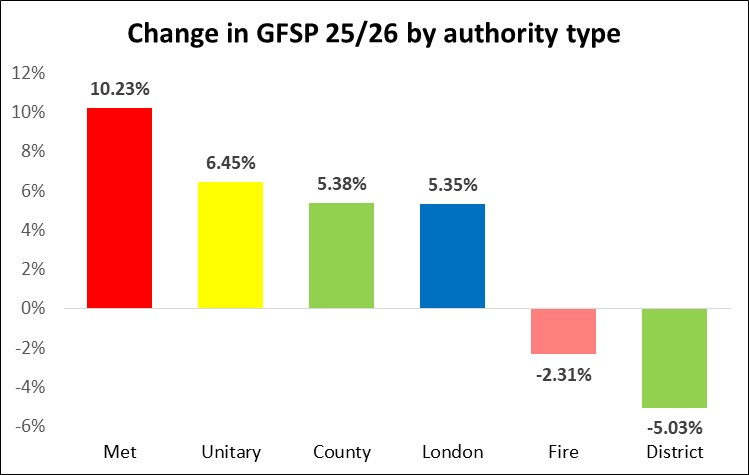 Change in GFSP 25/26 by authority type
12%
10%
8%
6%
4%
2%
0%
-2%
-4%
-6%
10.23%
6.45%
5.38%
5.35%
-2.31%
-5.03%
Met
Unitary
County
London
Fire
District